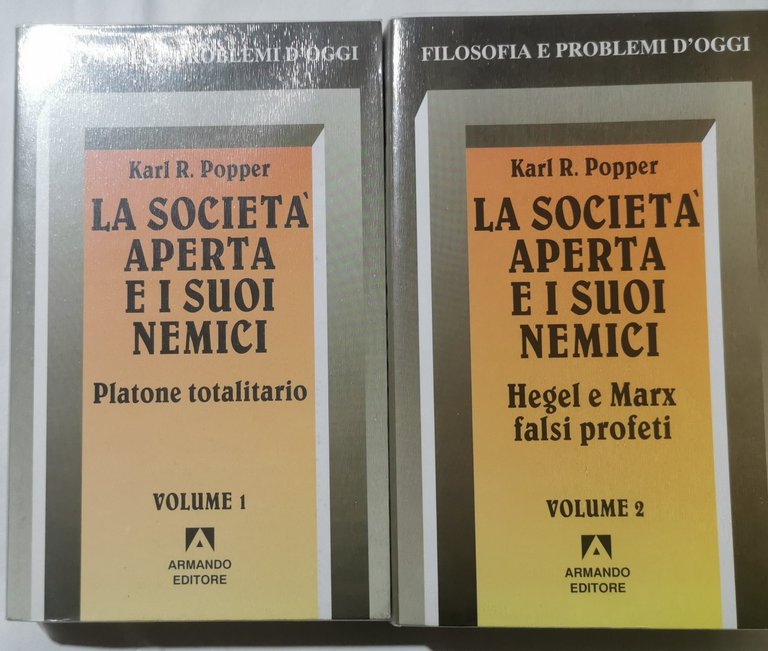 PROBLEMI D'OGGI
Karl R. Popper
LA SOCIETÀ
APERTA
E I SUOI
NEMICI
Platone totalitario
VOLUME 1
ARMANDO
EDITORE
FILOSOFIA E PROBLEMI D'OGGI
Karl R. Popper
LA SOCIETÀ
APERTA
E I SUOI
NEMICI
Hegel e Marx
falsi profeti
VOLUME 2
ARMANDO
EDITORE